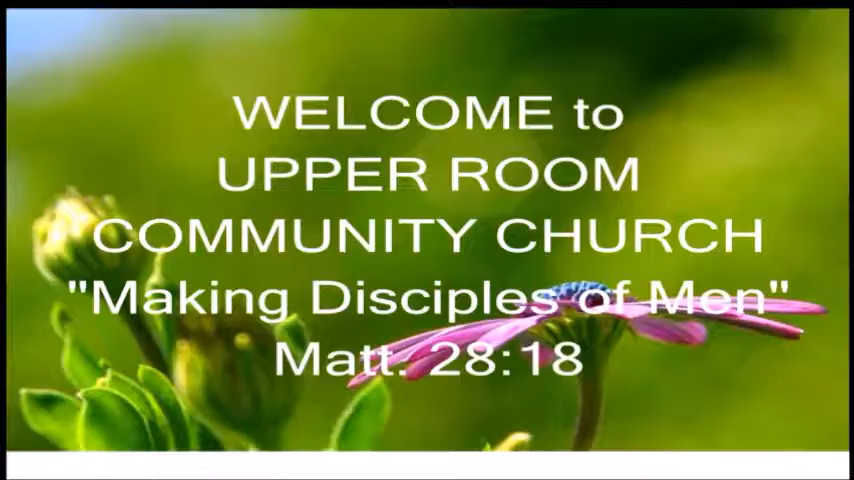 WELCOME to
UPPER ROOM
COMMUNITY CHURCH
"Making Disciples of Men"
Matt. 28:18